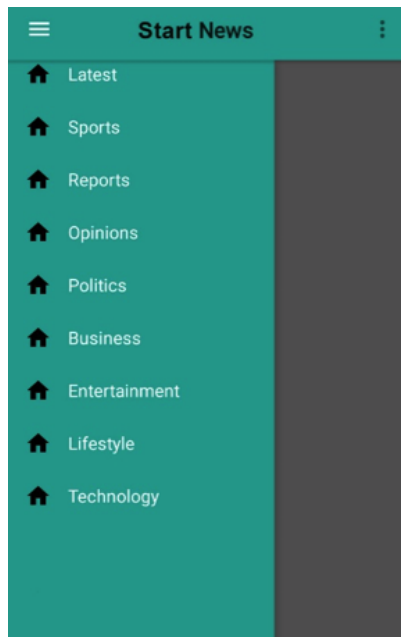 Start News
Latest
Sports
Reports
Opinions
Politics
Business
Entertainment
Lifestyle
Technology